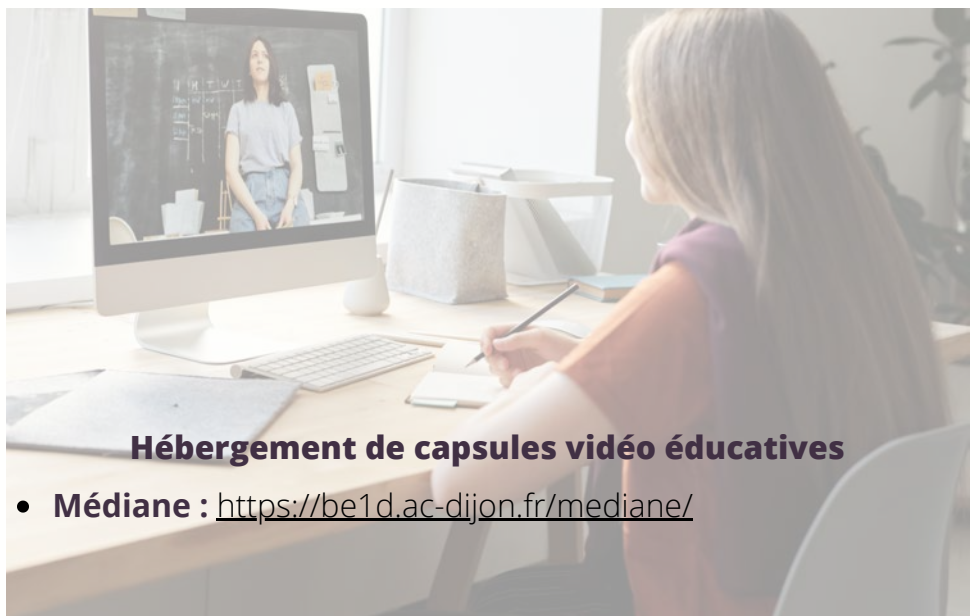 Hébergement de capsules vidéo éducatives
• Médiane : https://be1d.ac-dijon.fr/mediane/